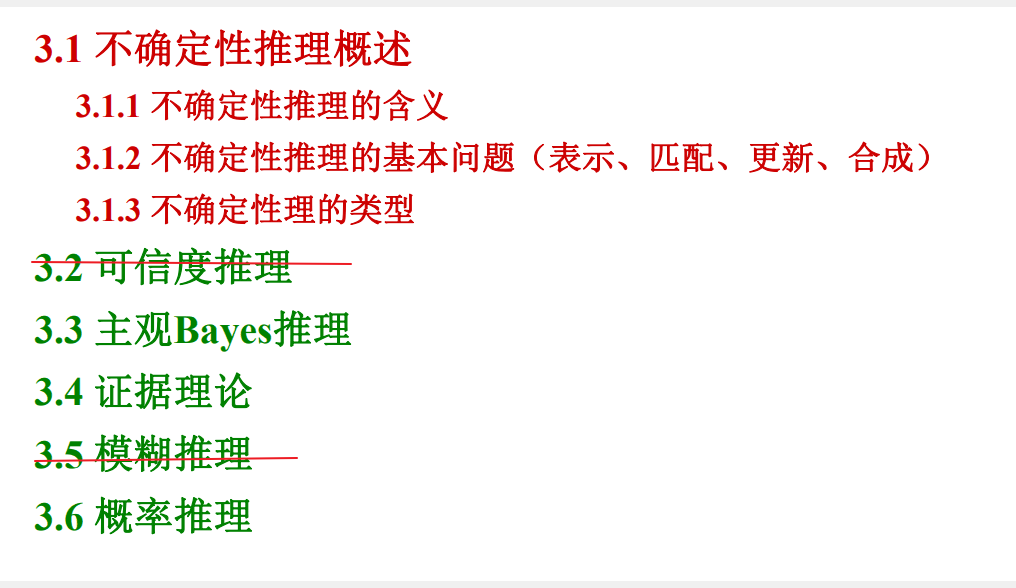 3.1 不确定性推理概述
3.1.1 不确定性推理的含义
3.1.2 不确定性推理的基本问题（表示、匹配、更新、合成）
3.1.3 不确定性理的类型
3.2 可信度推理
3.3 主观Bayes推理
3.4 证据理论
3.5 模糊推理
3.6 概率推理